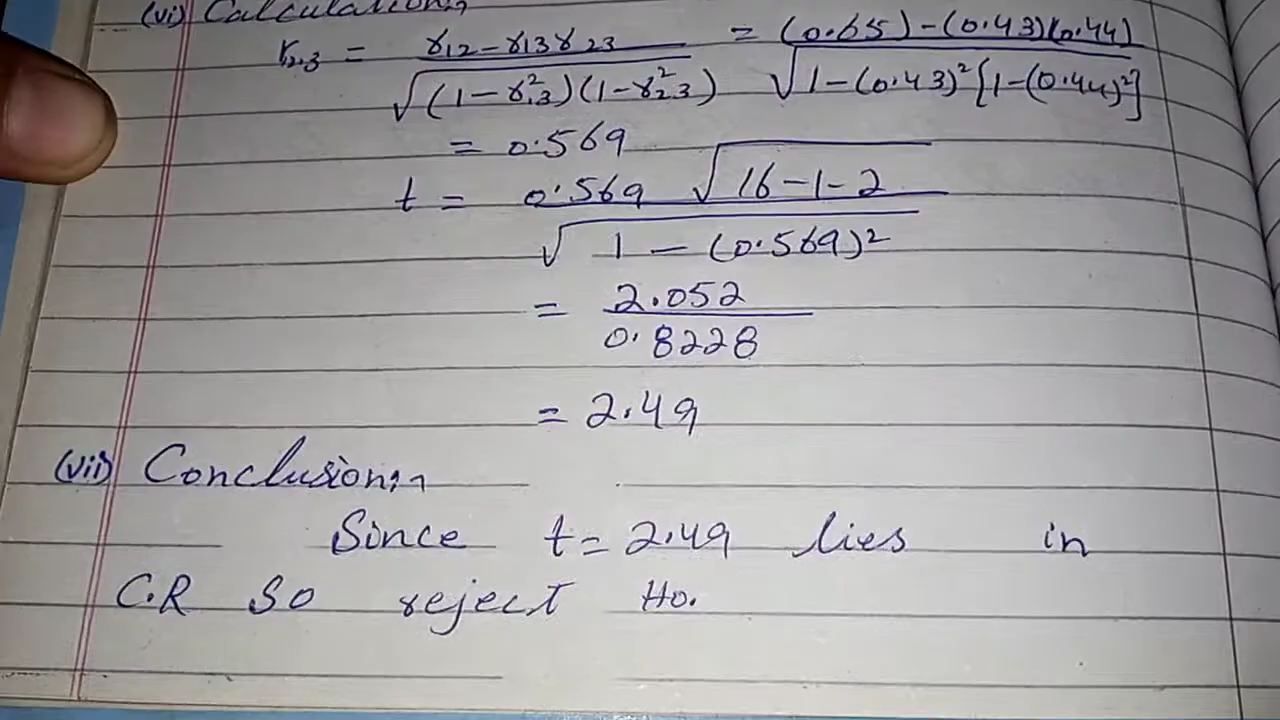 (vi) Calculation:,
r₁₂.₃ = r₁₂ - r₁₃ r₂₃ / √(1-r²₁₃)(1-r²₂₃) = (0.65)-(0.43)(0.44) / √1-(0.43)²[1-(0.44)²]
= 0.569
t = 0.569 √16-1-2 / √1-(0.569)²
= 2.052 / 0.8228
= 2.49
(vii) Conclusion:,
Since t = 2.49 lies in
C.R So reject Ho.